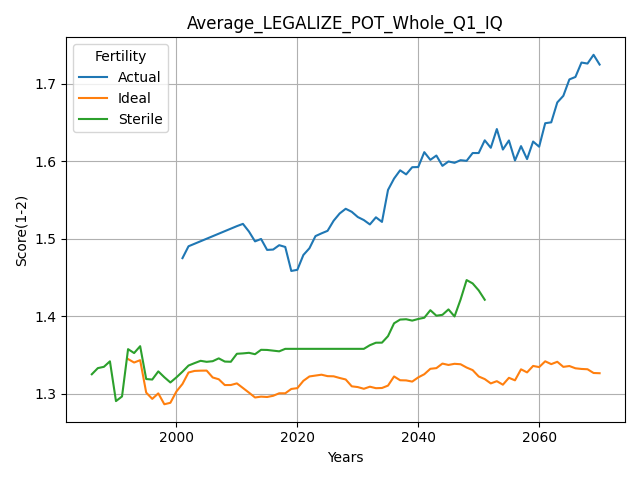 Average_LEGALIZE_POT_Whole_Q1_IQ
Fertility
Actual
Ideal
Sterile
1.7
1.6
1.5
1.4
1.3
Score(1-2)
2000
2020
2040
2060
Years